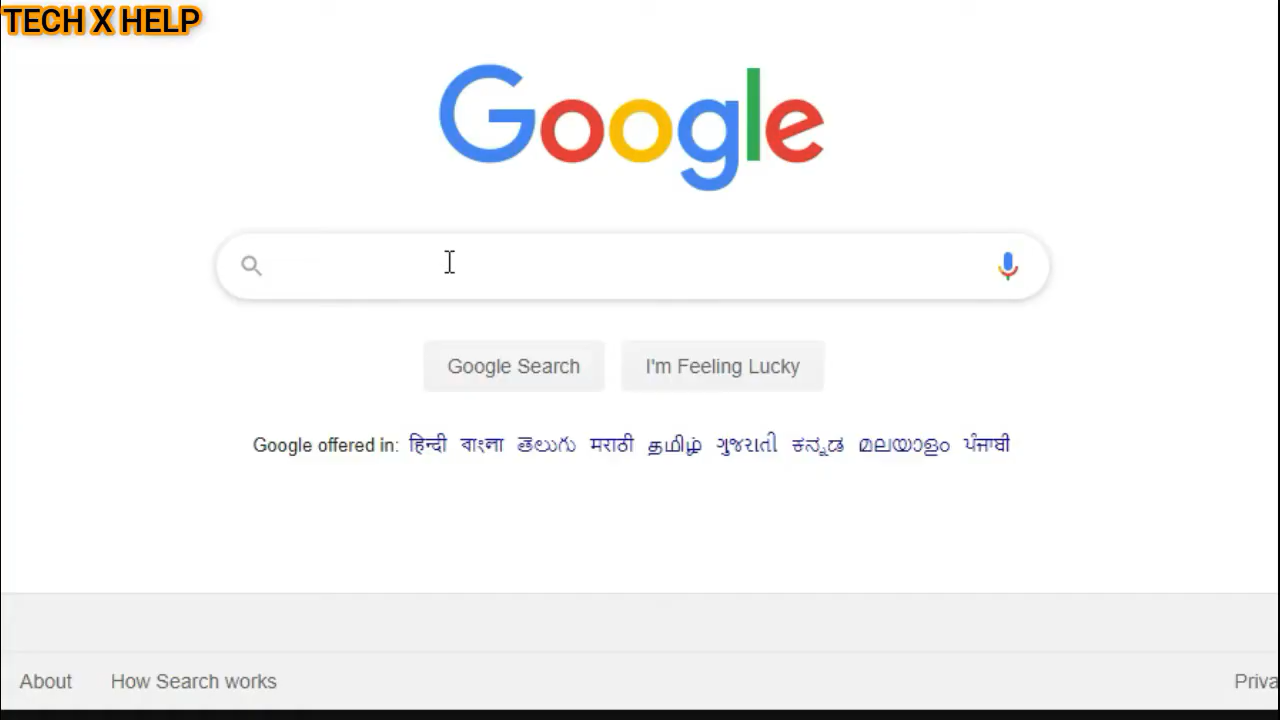 TECH X HELP
Google
Google Search
I'm Feeling Lucky
Google offered in: हिन्दी বাংলা తెలుగు मराठी தமிழ் ગુજરાતી ಕನ್ನಡ മലയാളം ਪੰਜਾਬੀ
About
How Search works
Priva